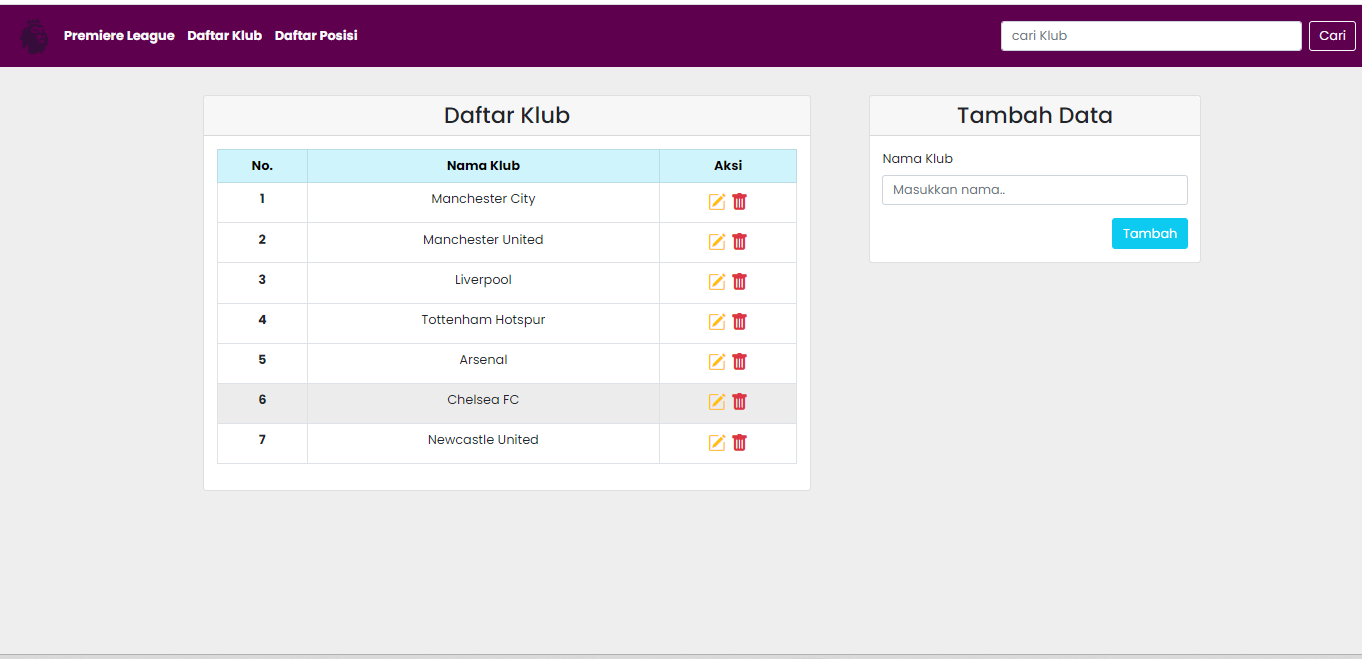 Premiere League Daftar Klub Daftar Posisi cari Klub Cari
Daftar Klub
No. Nama Klub Aksi
1 Manchester City
2 Manchester United
3 Liverpool
4 Tottenham Hotspur
5 Arsenal
6 Chelsea FC
7 Newcastle United
Tambah Data
Nama Klub
Masukkan nama..
Tambah